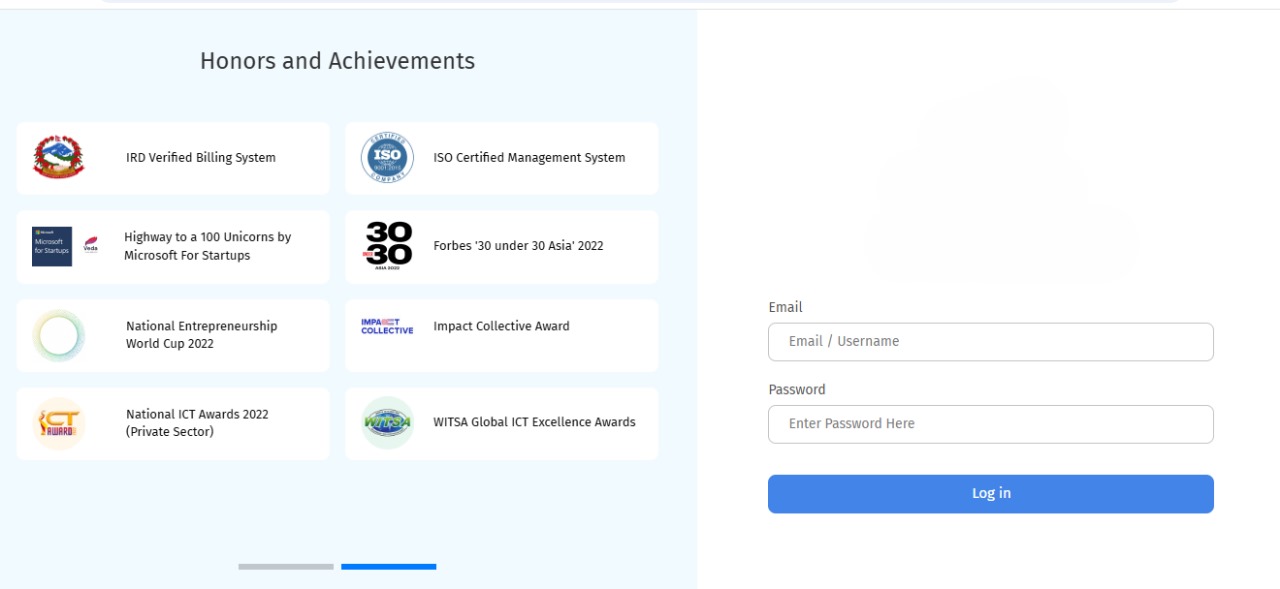 Honors and Achievements
IRD Verified Billing System
CERTIFIED
ISO
9001:2015
COMPANY
ISO Certified Management System
Microsoft
Microsoft
for Startups
Veda
Highway to a 100 Unicorns by
Microsoft For Startups
30
30
ASIA 2022
Forbes '30 under 30 Asia' 2022
National Entrepreneurship
World Cup 2022
IMPACT
COLLECTIVE
Impact Collective Award
ICT
AWARD
National ICT Awards 2022
(Private Sector)
WITSA
WITSA Global ICT Excellence Awards
Email
Email / Username
Password
Enter Password Here
Log in